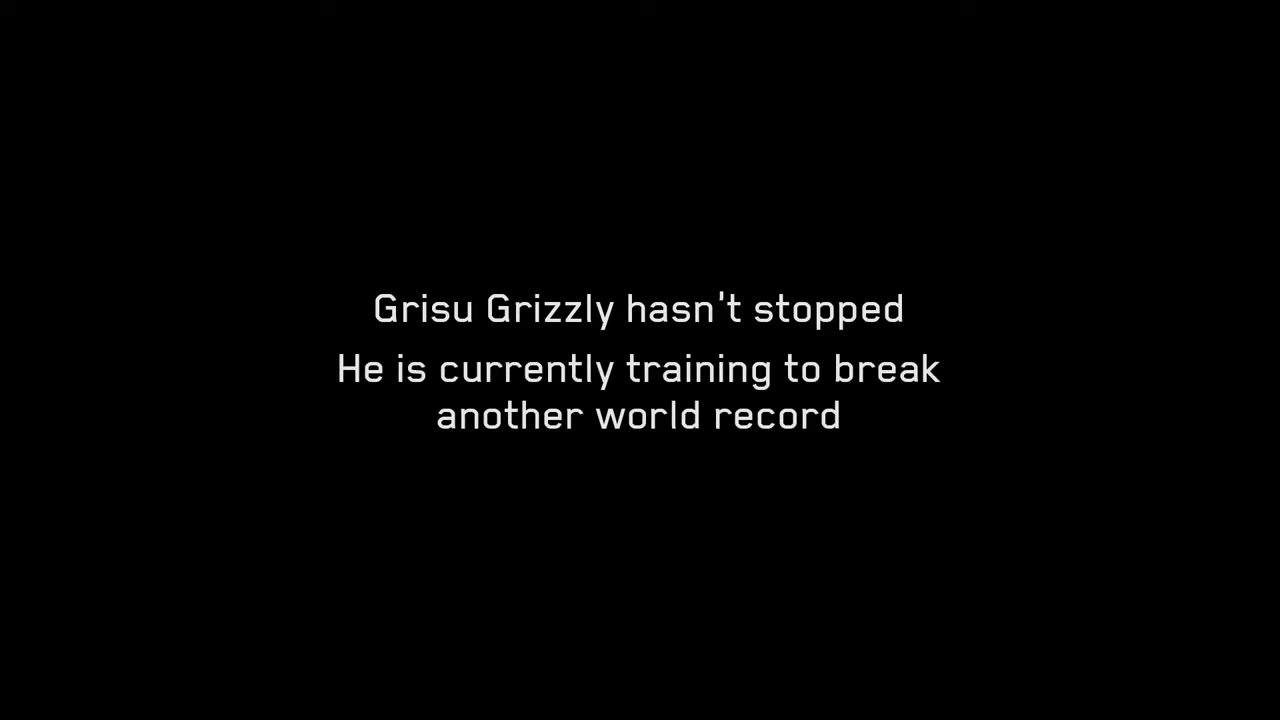 Grisu Grizzly hasn't stopped
He is currently training to break
another world record